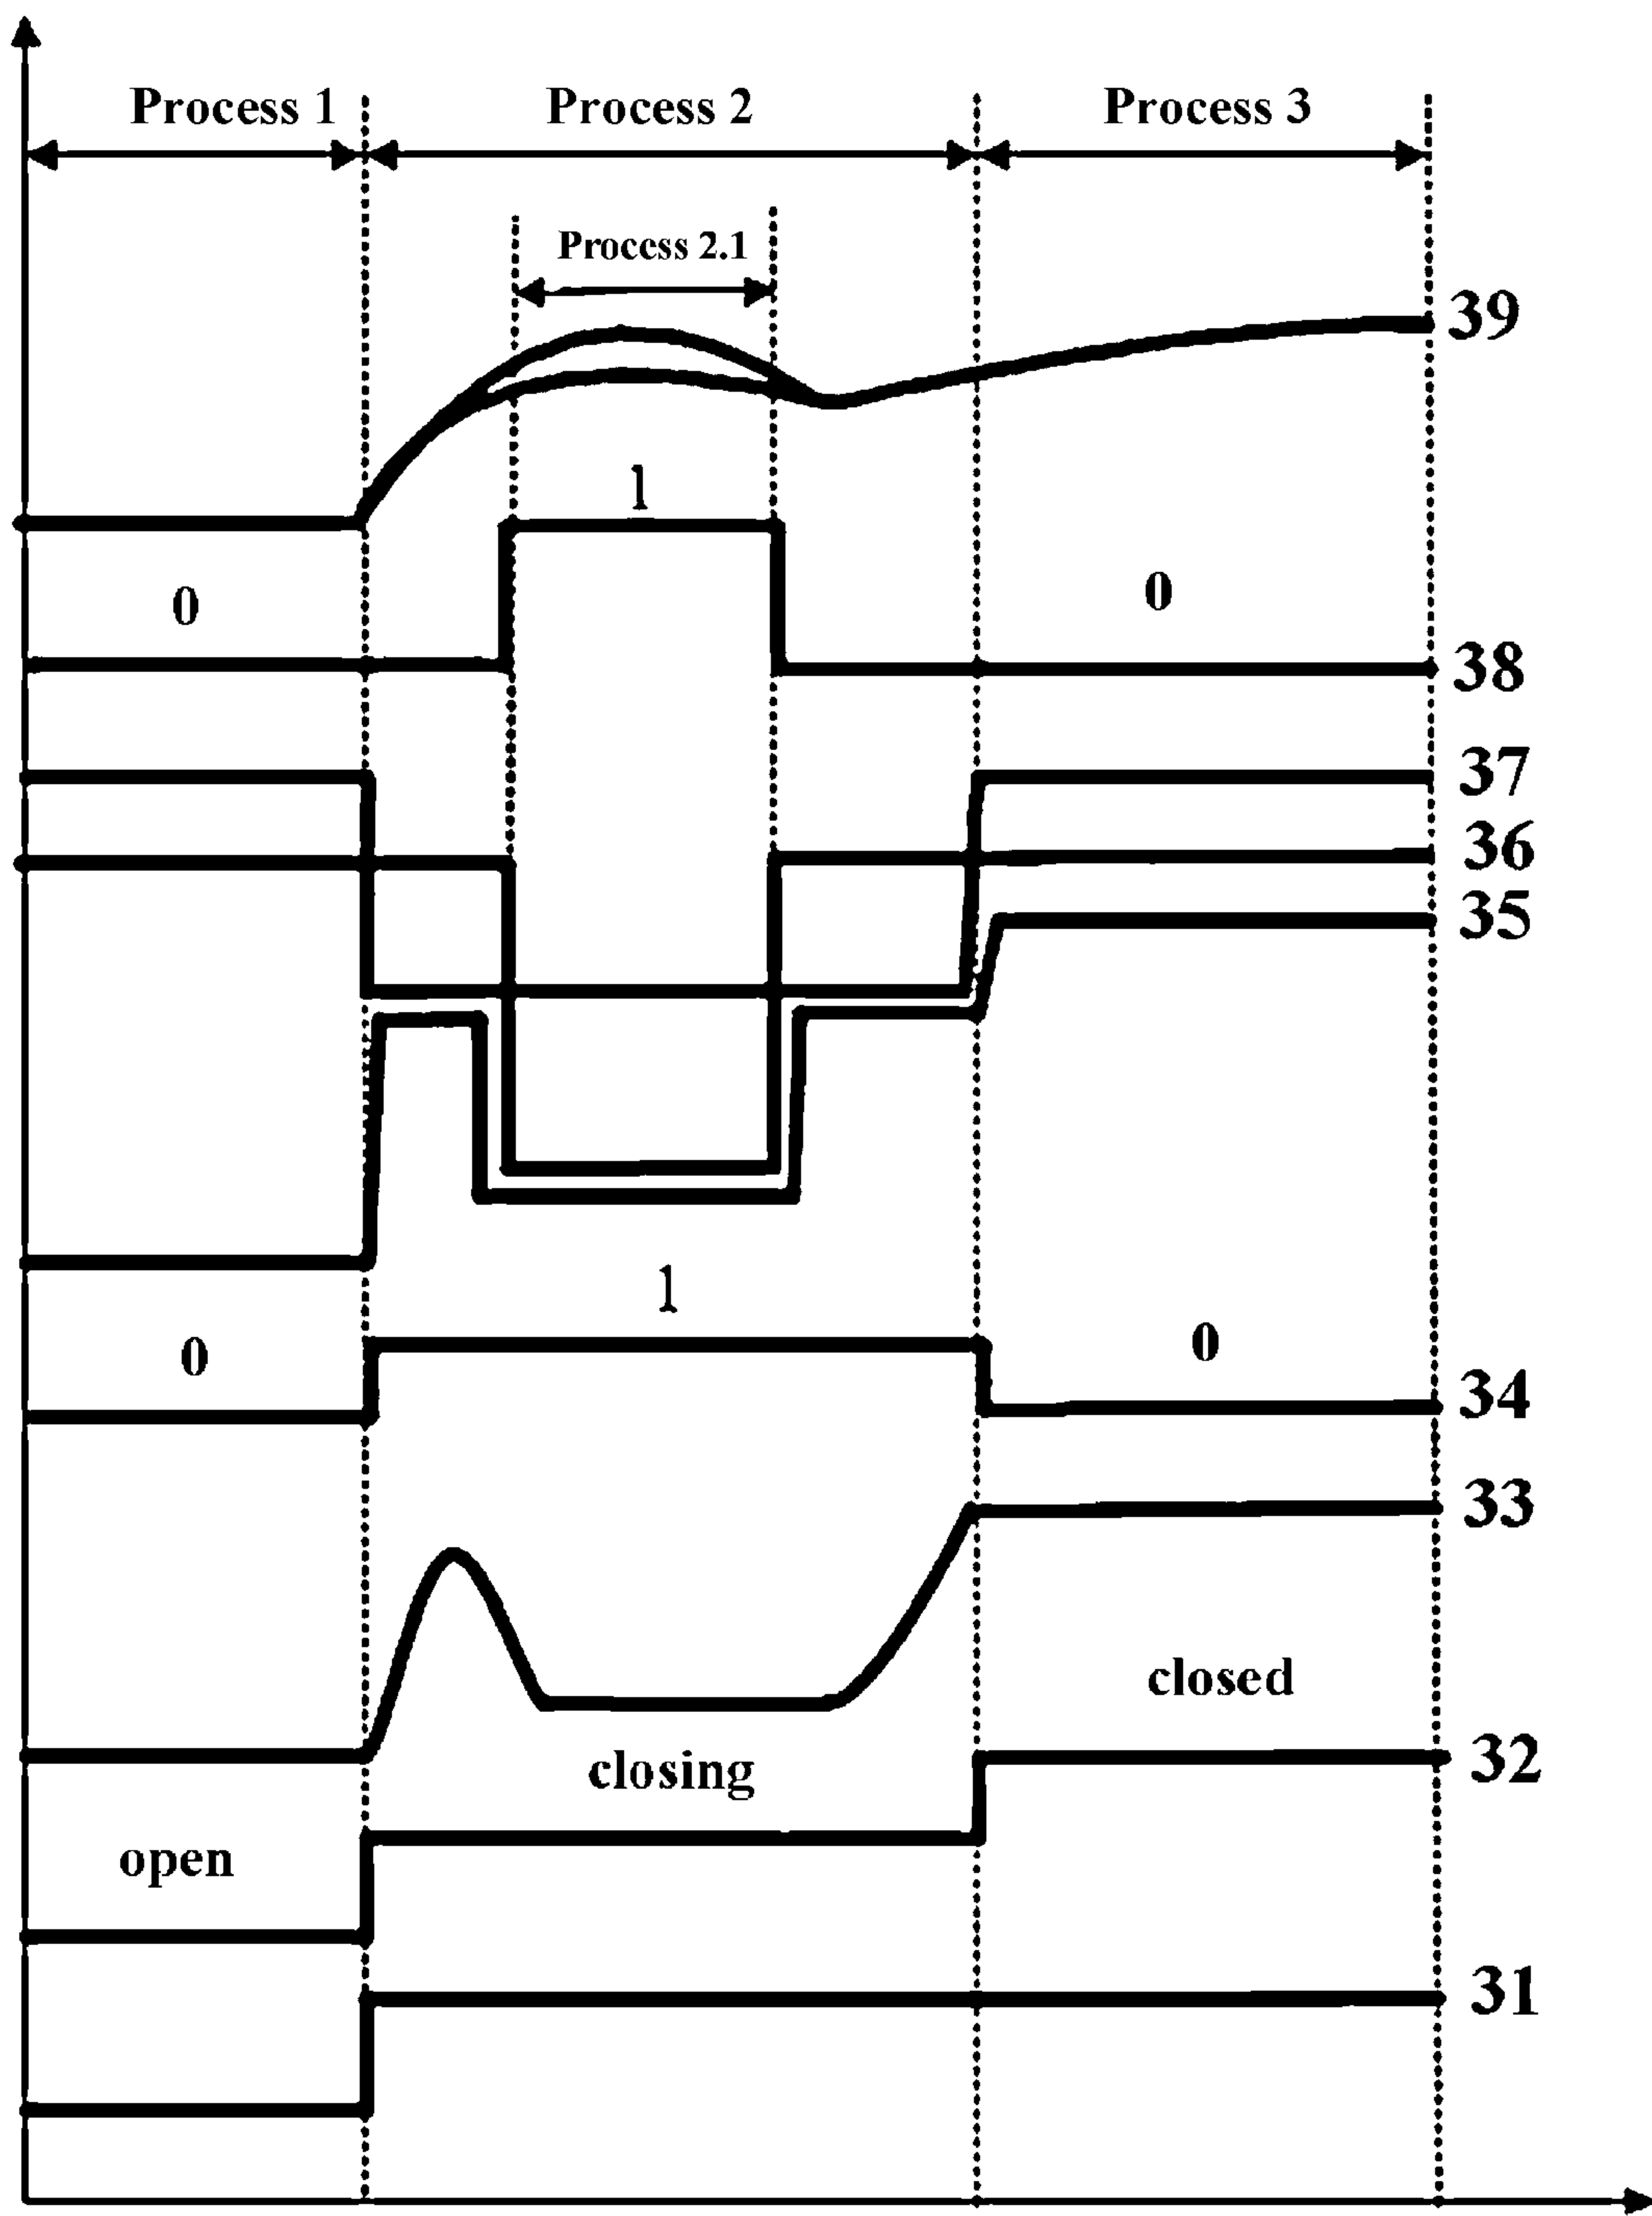 Process 1 Process 2 Process 3
Process 2.1
39
1
0 0
38
37
36
35
1
0 0
34
33
closed
32
closing
open
31